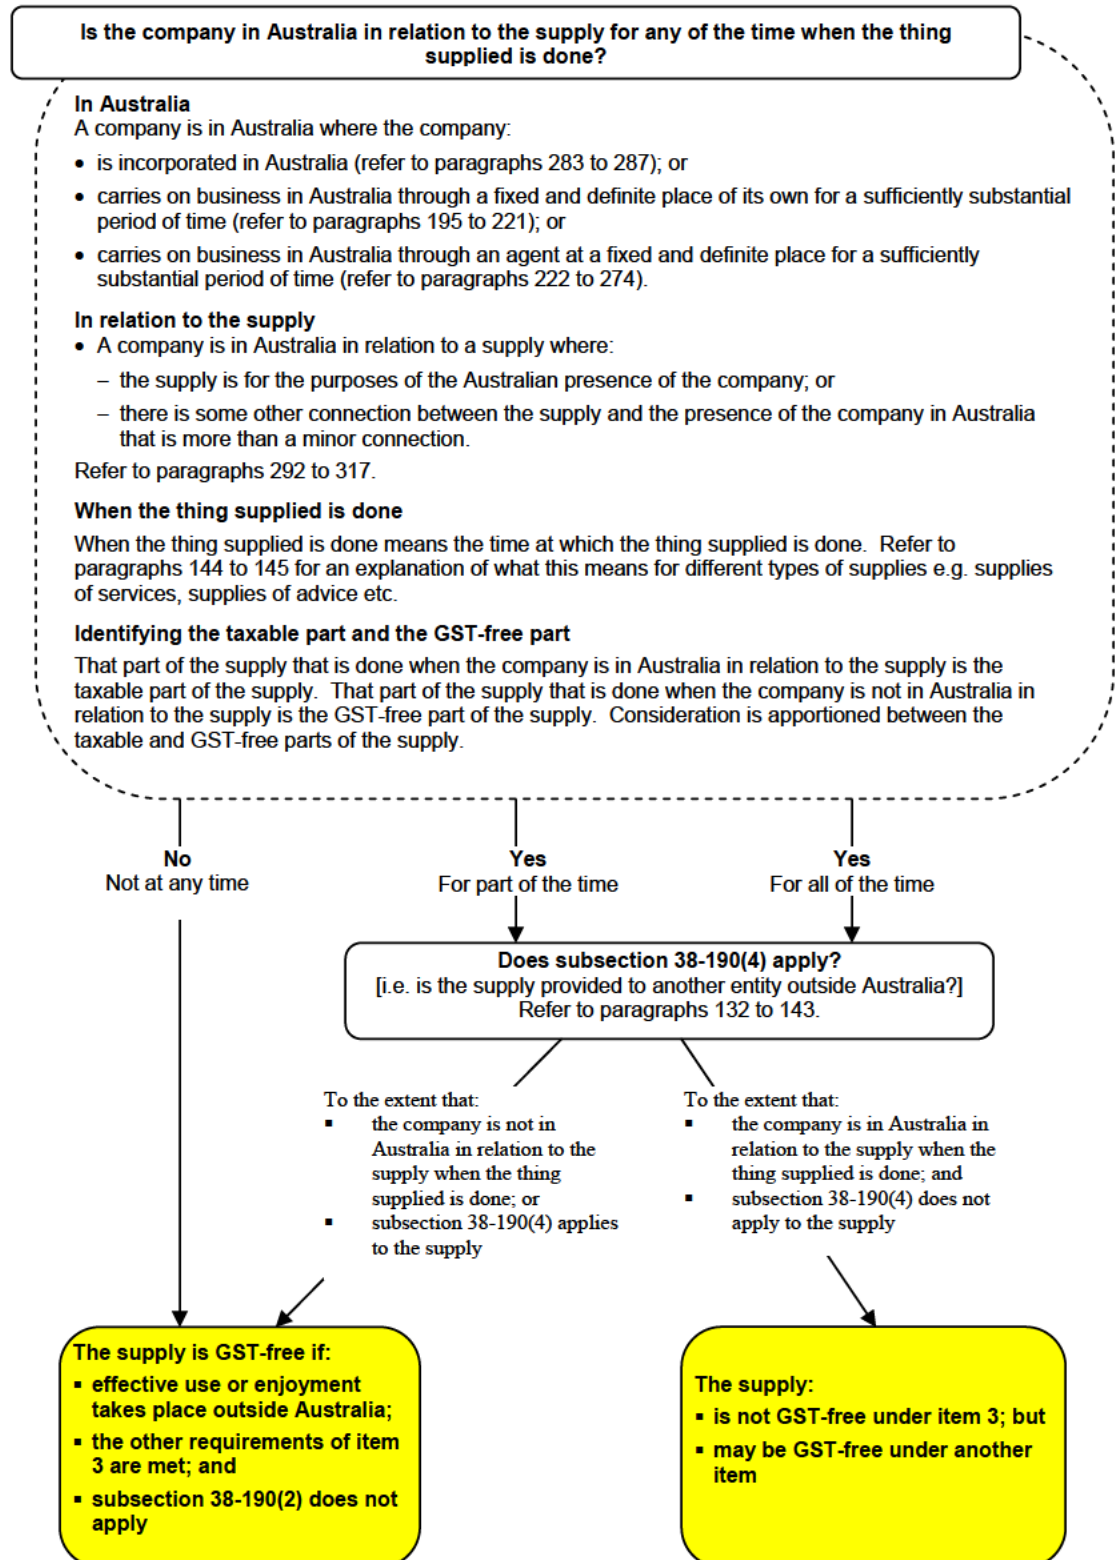 Is the company in Australia in relation to the supply for any of the time when the thing
supplied is done?
In Australia
A company is in Australia where the company:
• is incorporated in Australia (refer to paragraphs 283 to 287); or
• carries on business in Australia through a fixed and definite place of its own for a sufficiently substantial
period of time (refer to paragraphs 195 to 221); or
• carries on business in Australia through an agent at a fixed and definite place for a sufficiently
substantial period of time (refer to paragraphs 222 to 274).
In relation to the supply
• A company is in Australia in relation to a supply where:
– the supply is for the purposes of the Australian presence of the company; or
– there is some other connection between the supply and the presence of the company in Australia
that is more than a minor connection.
Refer to paragraphs 292 to 317.
When the thing supplied is done
When the thing supplied is done means the time at which the thing supplied is done. Refer to
paragraphs 144 to 145 for an explanation of what this means for different types of supplies e.g. supplies
of services, supplies of advice etc.
Identifying the taxable part and the GST-free part
That part of the supply that is done when the company is in Australia in relation to the supply is the
taxable part of the supply. That part of the supply that is done when the company is not in Australia in
relation to the supply is the GST-free part of the supply. Consideration is apportioned between the
taxable and GST-free parts of the supply.
No
Not at any time
Yes
For part of the time
Yes
For all of the time
Does subsection 38-190(4) apply?
[i.e. is the supply provided to another entity outside Australia?]
Refer to paragraphs 132 to 143.
To the extent that:
▪ the company is not in
Australia in relation to the
supply when the thing
supplied is done; or
▪ subsection 38-190(4) applies
to the supply
To the extent that:
▪ the company is in Australia in
relation to the supply when the
thing supplied is done; and
▪ subsection 38-190(4) does not
apply to the supply
The supply is GST-free if:
▪ effective use or enjoyment
takes place outside Australia;
▪ the other requirements of item
3 are met; and
▪ subsection 38-190(2) does not
apply
The supply:
▪ is not GST-free under item 3; but
▪ may be GST-free under another
item